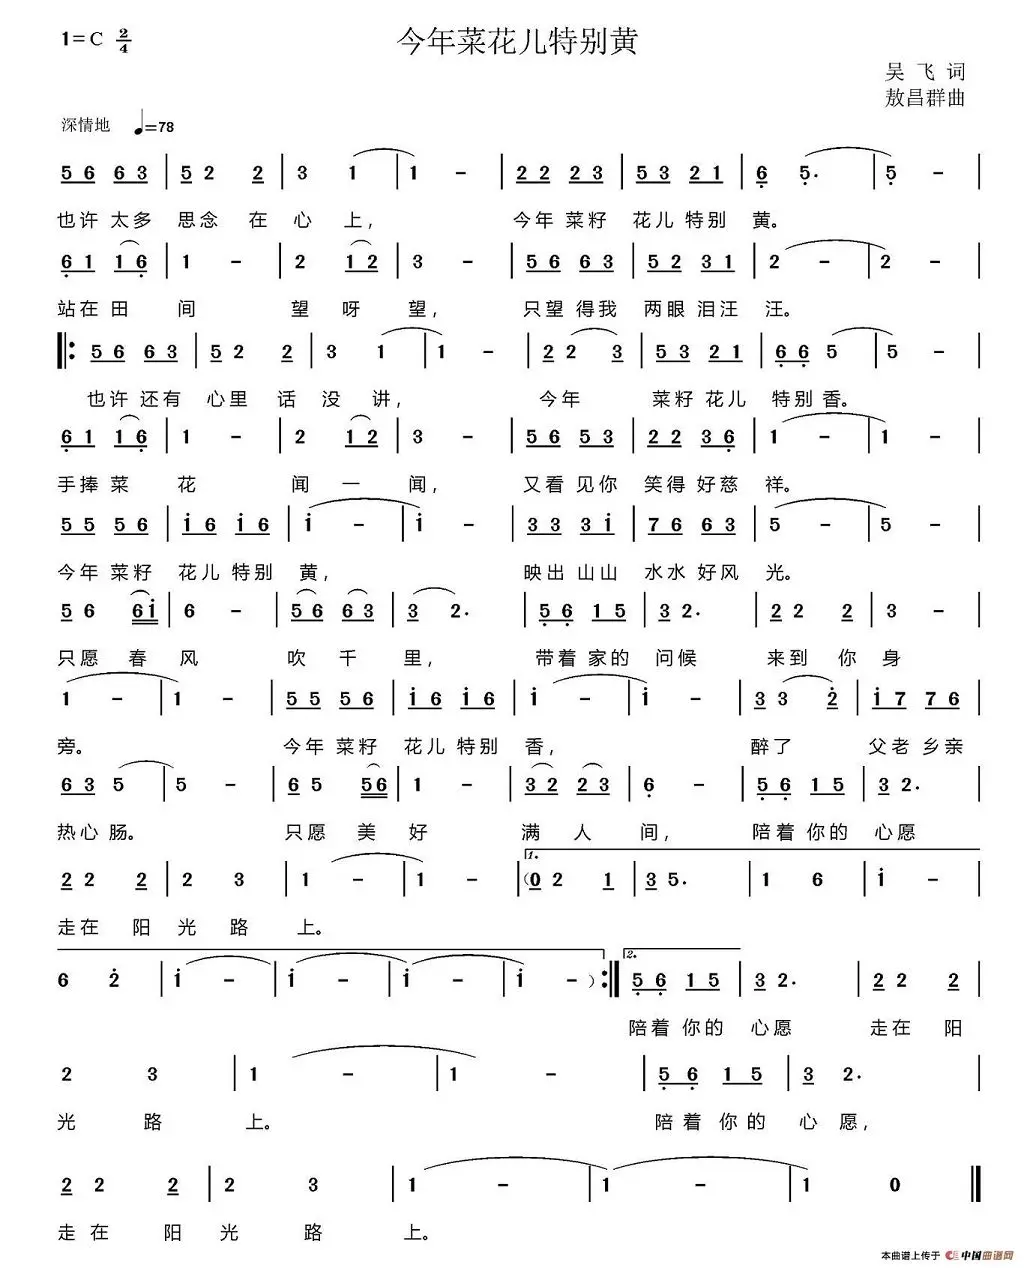 1=C 2/4
今年菜花儿特别黄
吴飞词
敖昌群曲
深情地 ♩=78
5 6 6 3 | 5 2 2 | 3 1 | 1 - | 2 2 2 3 | 5 3 2 1 | 6 5. | 5 - |
也许 太多 思念 在 心 上， 今年 菜籽 花儿 特别 黄。
6 1 1 6 | 1 - | 2 1 2 | 3 - | 5 6 6 3 | 5 2 3 1 | 2 - | 2 - |
站在 田 间 望 呀 望， 只望 得我 两眼 泪汪 汪。
‖: 5 6 6 3 | 5 2 2 | 3 1 | 1 - | 2 2 3 | 5 3 2 1 | 6 6 5 | 5 - |
也许 还有 心里 话 没 讲， 今年 菜籽 花儿 特别 香。
6 1 1 6 | 1 - | 2 1 2 | 3 - | 5 6 5 3 | 2 2 3 6 | 1 - | 1 - |
手捧 菜 花 闻 一 闻， 又看 见你 笑得 好慈 祥。
5 5 5 6 | 1 6 1 6 | 1 - | 1 - | 3 3 3 1 | 7 6 6 3 | 5 - | 5 - |
今年 菜籽 花儿 特别 黄， 映出 山山 水水 好风 光。
5 6 6 1 | 6 - | 5 6 6 3 | 3 2. | 5 6 1 5 | 3 2. | 2 2 2 | 3 - |
只愿 春 风 吹 千 里， 带着 家的 问候 来到 你 身
1 - | 1 - | 5 5 5 6 | 1 6 1 6 | 1 - | 1 - | 3 3 2 | 1 7 7 6 |
旁。 今年 菜籽 花儿 特别 香， 醉了 父老 乡亲
6 3 5 | 5 - | 6 5 5 6 | 1 - | 3 2 2 3 | 6 - | 5 6 1 5 | 3 2. |
热心 肠。 只愿 美 好 满 人 间， 陪着 你的 心愿
1.
2 2 2 | 2 3 | 1 - | 1 - | (0 2 1 | 3 5. | 1 6 | 1 - |
走在 阳 光 路 上。
2.
6 2 | 1 - | 1 - | 1 - | 1 - ) :‖ 5 6 1 5 | 3 2. | 2 2 2 |
陪着 你的 心愿 走在 阳
2 3 | 1 - | 1 - | 5 6 1 5 | 3 2. |
光 路 上。 陪着 你的 心愿，
2 2 2 | 2 3 | 1 - | 1 - | 1 0 ‖
走在 阳 光 路 上。
本曲谱上传于 中国曲谱网